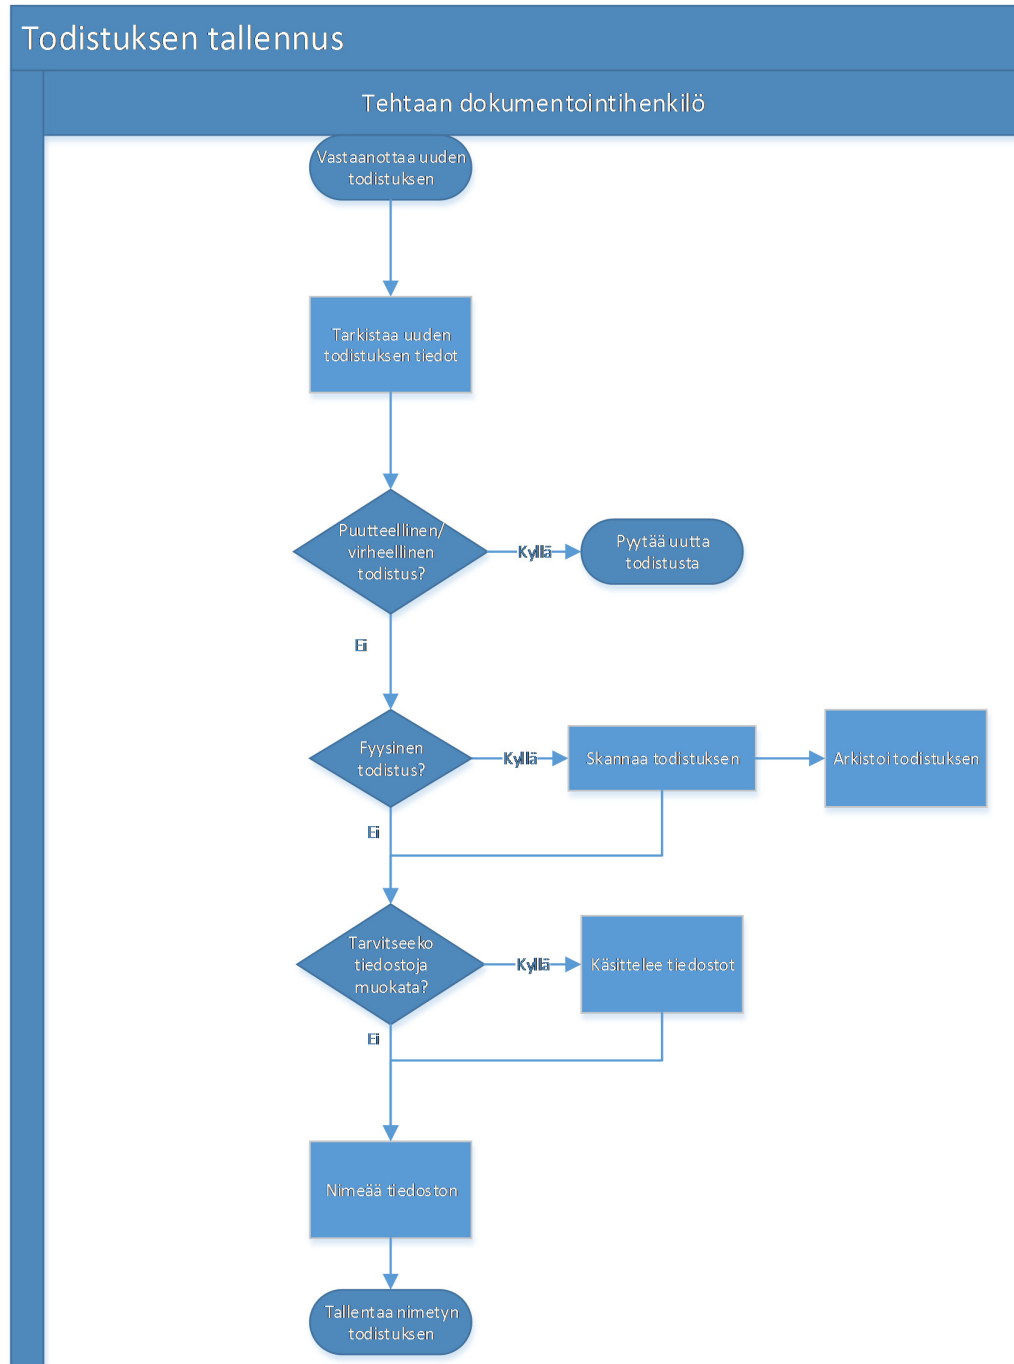 Todistuksen tallennus
Tehtaan dokumentointihenkilö
Vastaanottaa uuden
todistuksen
Tarkistaa uuden
todistuksen tiedot
Puutteellinen/
virheellinen
todistus?
Kyllä
Pyytää uutta
todistusta
Ei
Fyysinen
todistus?
Kyllä
Skannaa todistuksen
Arkistoi todistuksen
Ei
Tarvitseeko
tiedostoja
muokata?
Kyllä
Käsittelee tiedostot
Ei
Nimeää tiedoston
Tallentaa nimetyn
todistuksen